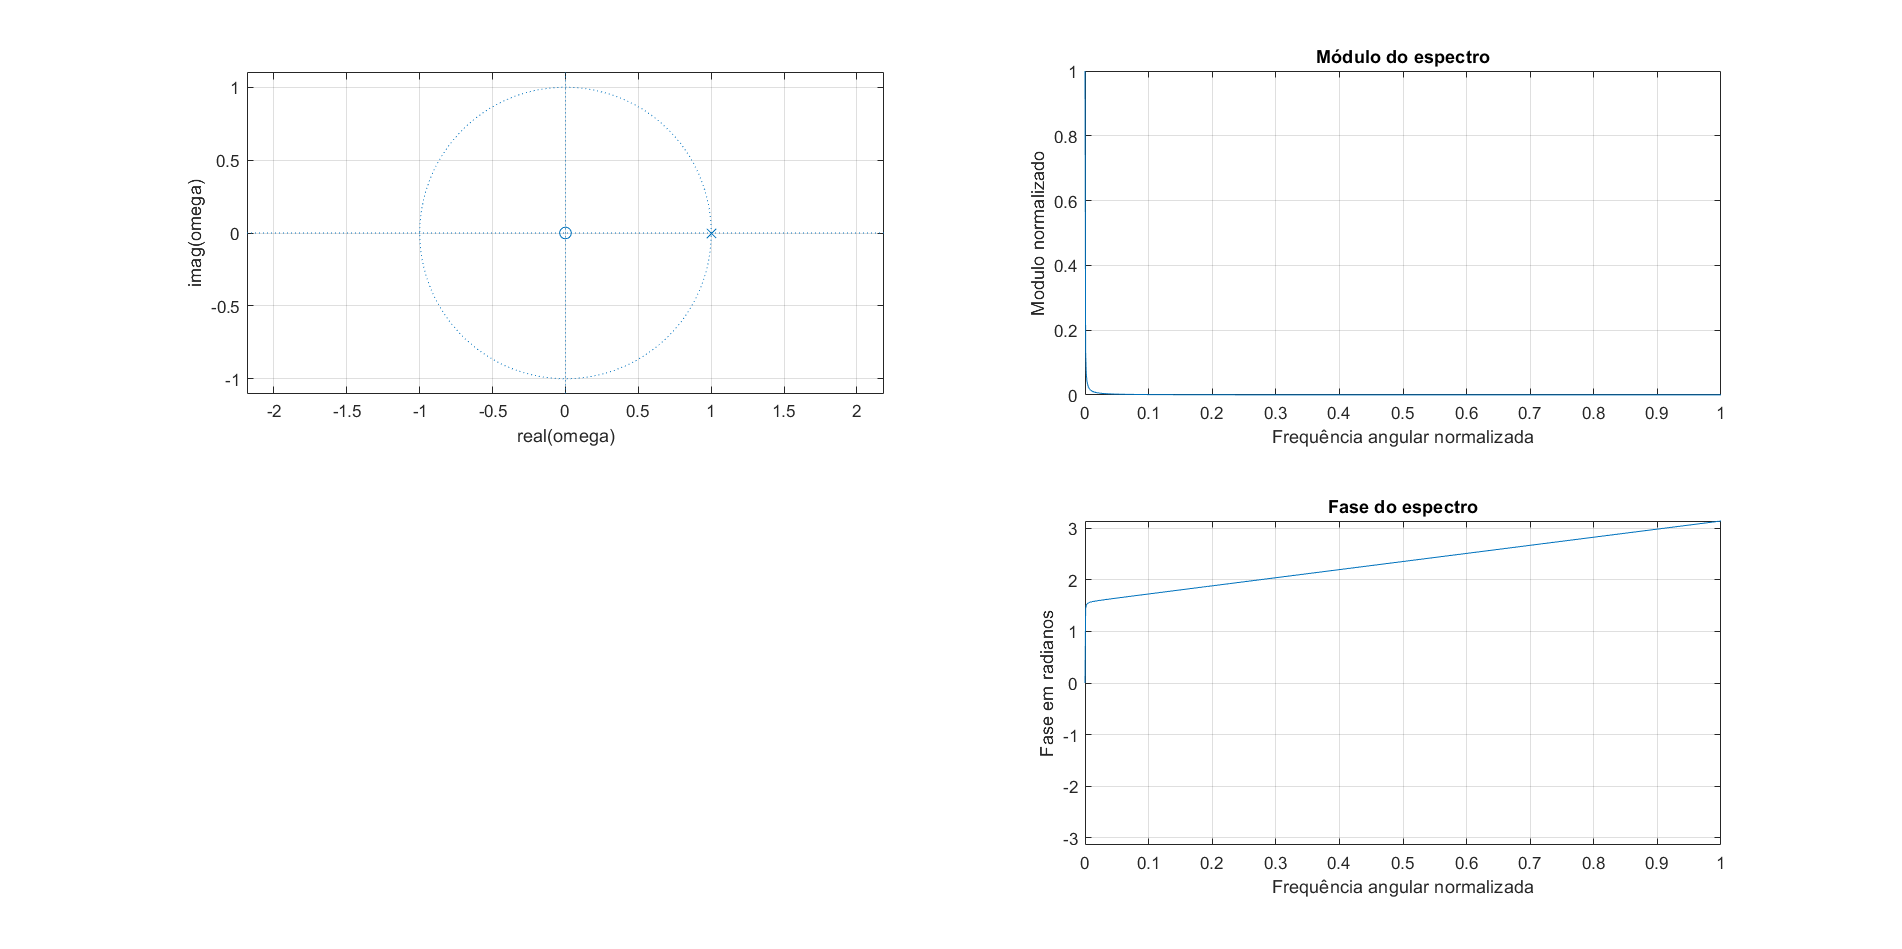 1
0.5
0
-0.5
-1
imag(omega)
-2 -1.5 -1 -0.5 0 0.5 1 1.5 2
real(omega)
Módulo do espectro
1
0.8
0.6
0.4
0.2
0
Modulo normalizado
0 0.1 0.2 0.3 0.4 0.5 0.6 0.7 0.8 0.9 1
Frequência angular normalizada
Fase do espectro
3
2
1
0
-1
-2
-3
Fase em radianos
0 0.1 0.2 0.3 0.4 0.5 0.6 0.7 0.8 0.9 1
Frequência angular normalizada